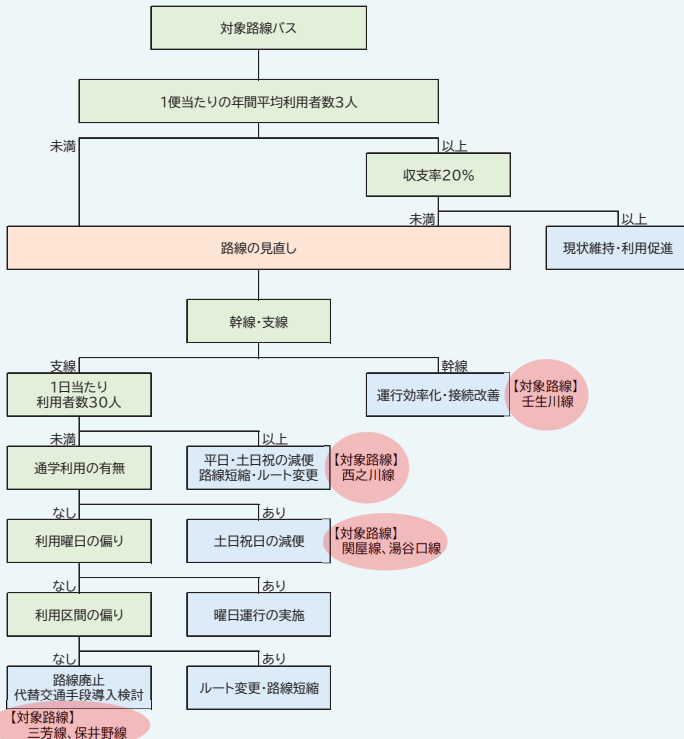 対象路線バス
1便当たりの年間平均利用者数3人
未満
以上
収支率20%
未満
以上
路線の見直し
現状維持・利用促進
幹線・支線
支線
幹線
1日当たり
利用者数30人
運行効率化・接続改善
【対象路線】
壬生川線
未満
以上
通学利用の有無
平日・土日祝の減便
路線短縮・ルート変更
【対象路線】
西之川線
なし
あり
利用曜日の偏り
土日祝日の減便
【対象路線】
関屋線、湯谷口線
なし
あり
利用区間の偏り
曜日運行の実施
なし
あり
路線廃止
代替交通手段導入検討
ルート変更・路線短縮
【対象路線】
三芳線、保井野線